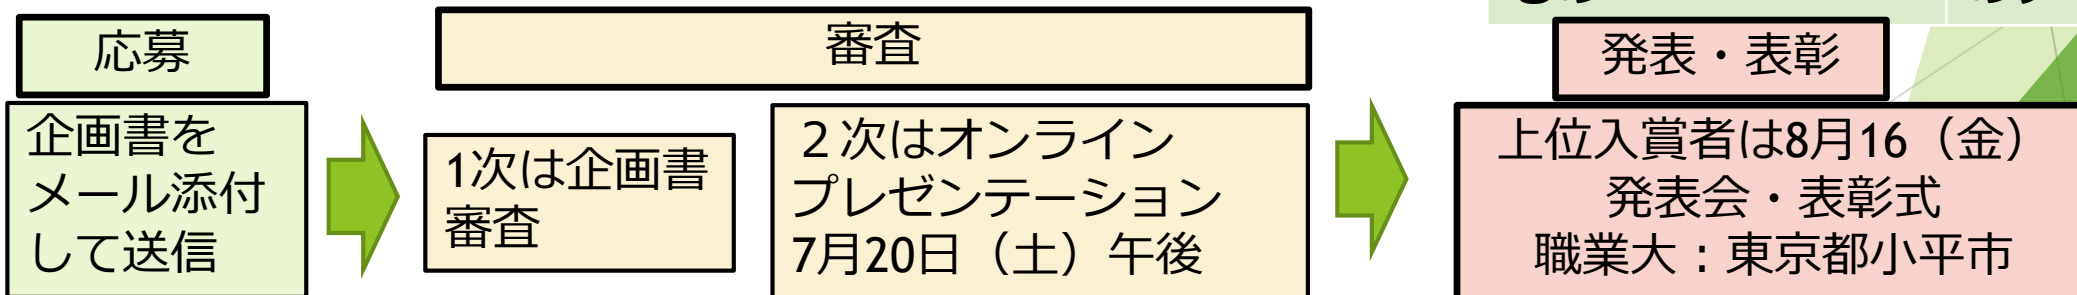 応募
企画書を
メール添付
して送信
審査
1次は企画書
審査
２次はオンライン
プレゼンテーション
7月20日（土）午後
発表・表彰
上位入賞者は8月16（金）
発表会・表彰式
職業大：東京都小平市